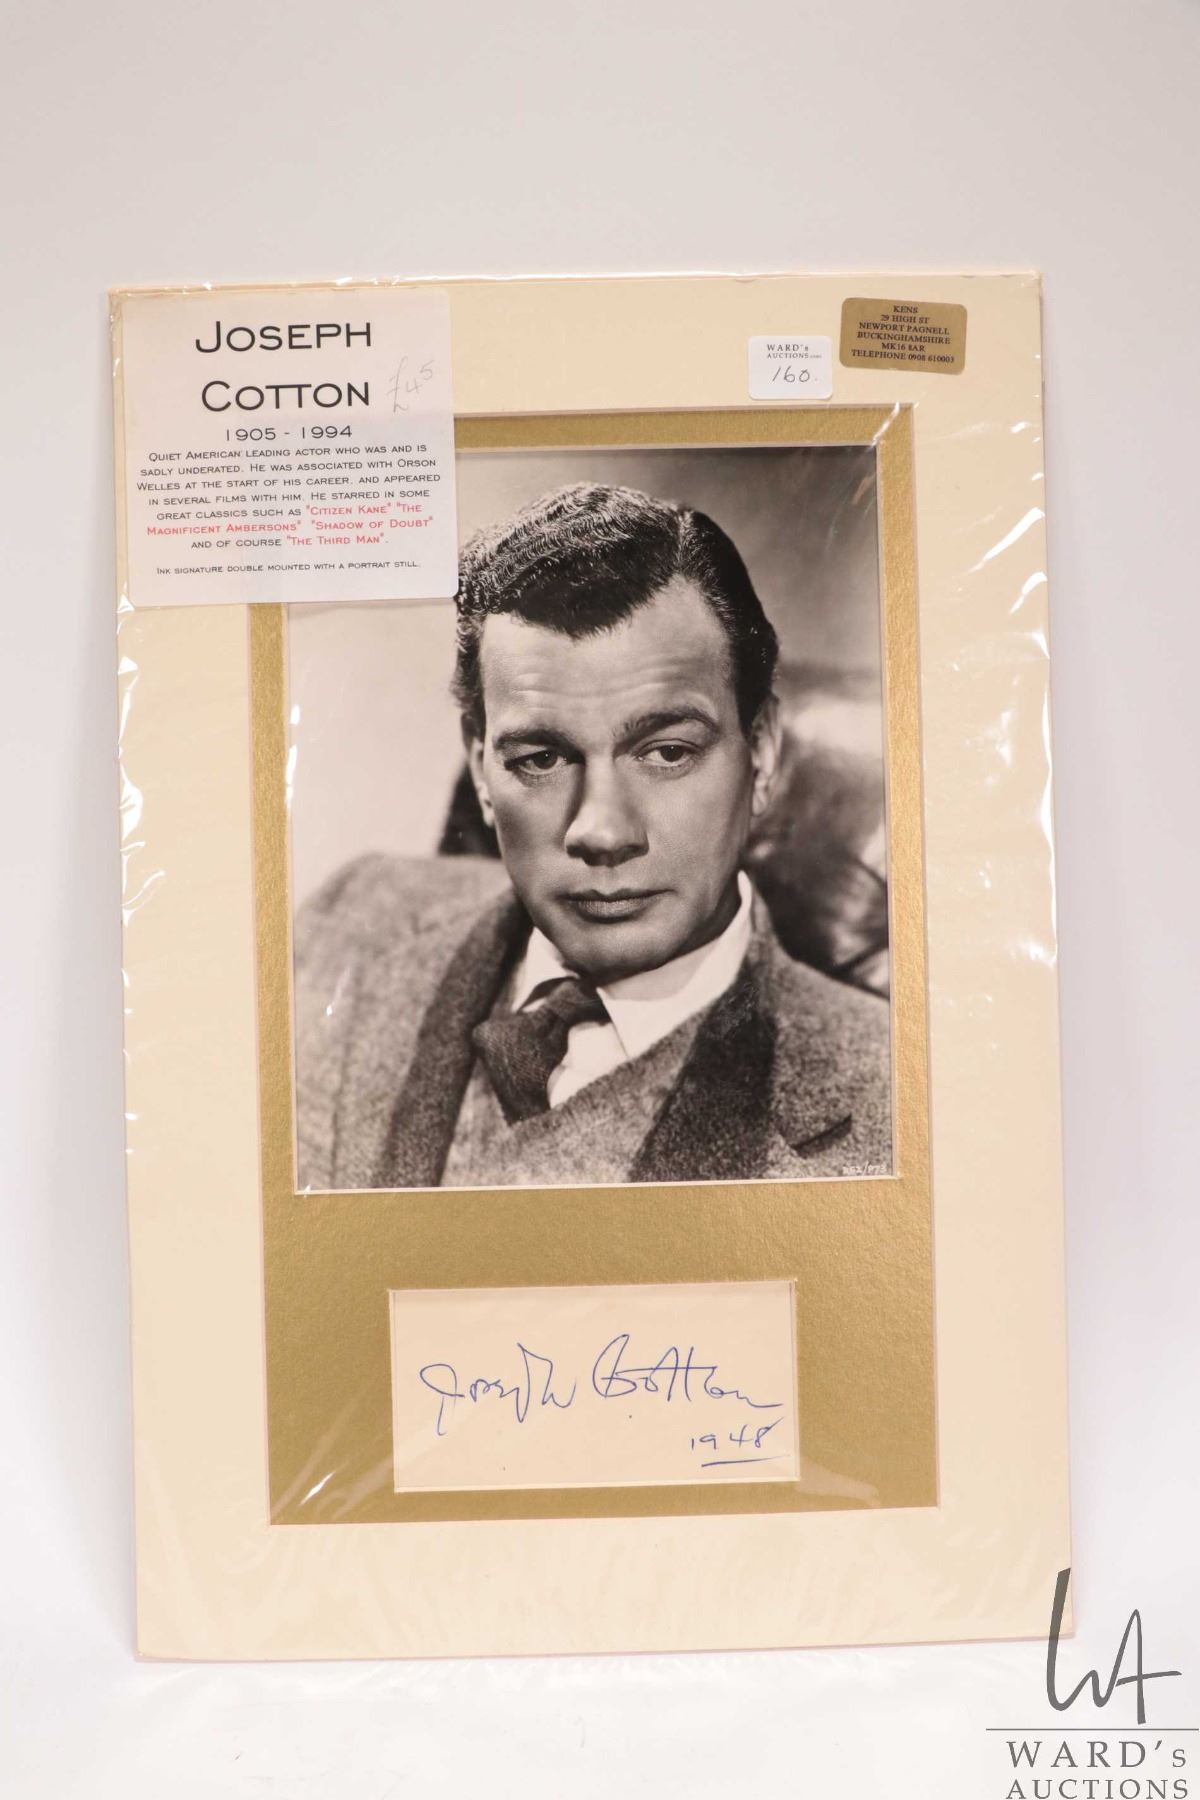 JOSEPH
COTTON £45
1905 - 1994
QUIET AMERICAN LEADING ACTOR WHO WAS AND IS
SADLY UNDERATED. HE WAS ASSOCIATED WITH ORSON
WELLES AT THE START OF HIS CAREER. AND APPEARED
IN SEVERAL FILMS WITH HIM. HE STARRED IN SOME
GREAT CLASSICS SUCH AS "CITIZEN KANE" "THE
MAGNIFICENT AMBERSONS" "SHADOW OF DOUBT"
AND OF COURSE "THE THIRD MAN".
INK SIGNATURE DOUBLE MOUNTED WITH A PORTRAIT STILL.
WARD's
AUCTIONS.com
160.
KENS
29 HIGH ST
NEWPORT PAGNELL
BUCKINGHAMSHIRE
MK16 8AR
TELEPHONE 0908 610003
Joseph Cotten
1948
WA
WARD's
AUCTIONS